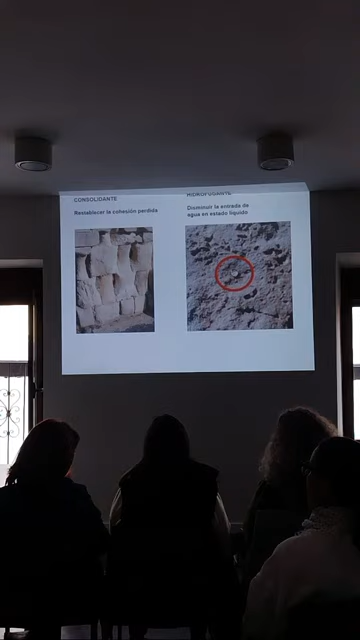 CONSOLIDANTE
Restablecer la cohesión perdida
HIDROFUGANTE
Disminuir la entrada de
agua en estado líquido